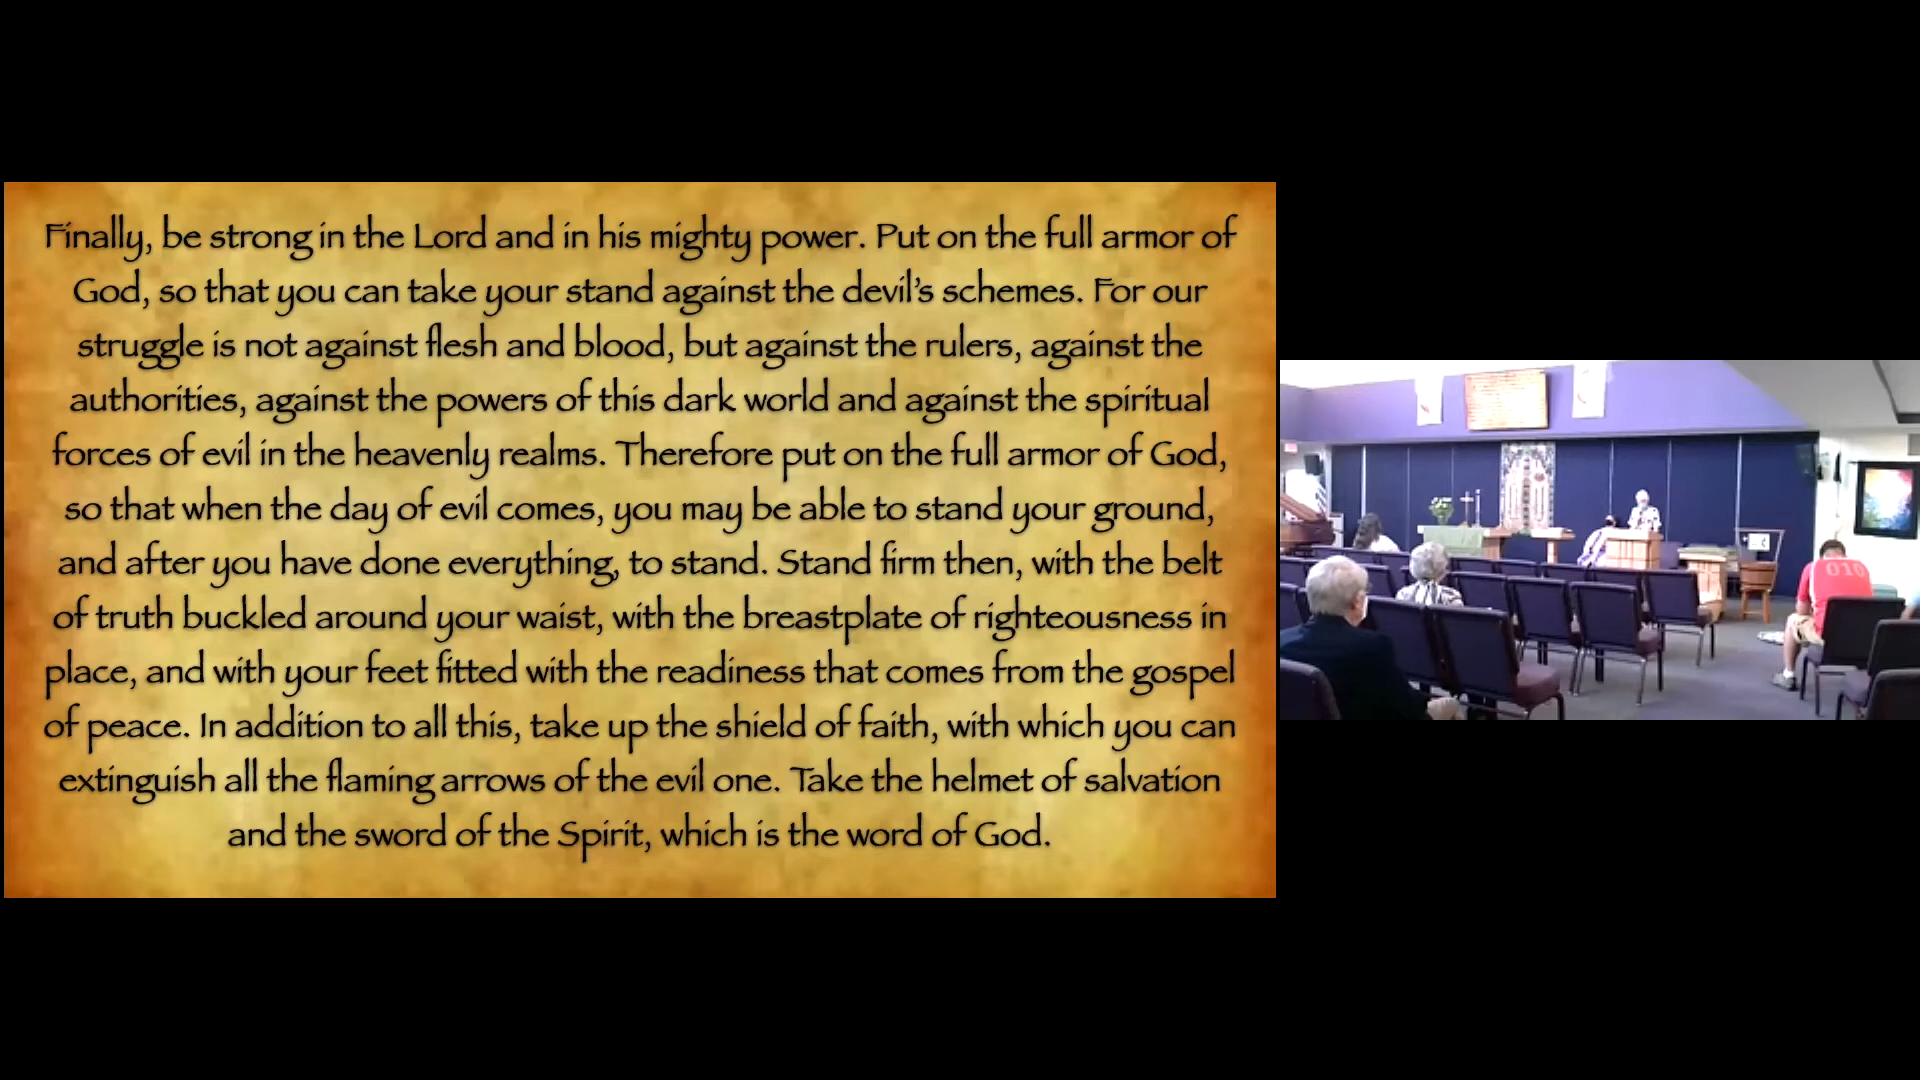 Finally, be strong in the Lord and in his mighty power. Put on the full armor of
God, so that you can take your stand against the devil's schemes. For our
struggle is not against flesh and blood, but against the rulers, against the
authorities, against the powers of this dark world and against the spiritual
forces of evil in the heavenly realms. Therefore put on the full armor of God,
so that when the day of evil comes, you may be able to stand your ground,
and after you have done everything, to stand. Stand firm then, with the belt
of truth buckled around your waist, with the breastplate of righteousness in
place, and with your feet fitted with the readiness that comes from the gospel
of peace. In addition to all this, take up the shield of faith, with which you can
extinguish all the flaming arrows of the evil one. Take the helmet of salvation
and the sword of the Spirit, which is the word of God.
010